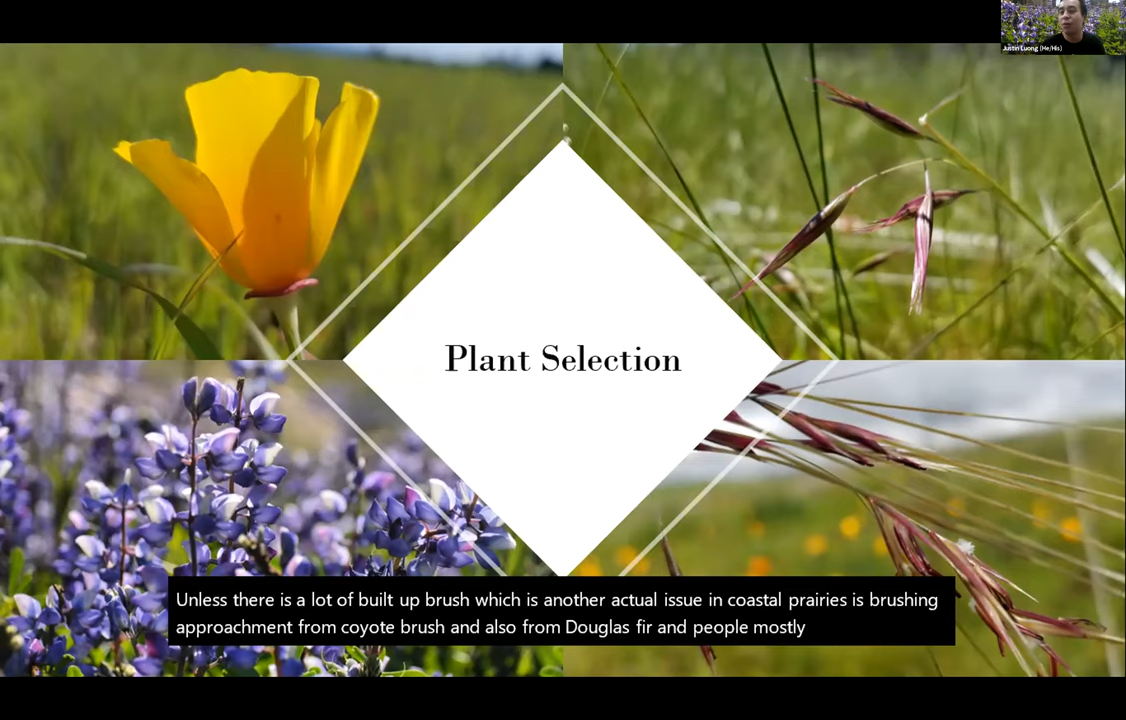 Justin Luong (He/His)
Plant Selection
Unless there is a lot of built up brush which is another actual issue in coastal prairies is brushing
approachment from coyote brush and also from Douglas fir and people mostly